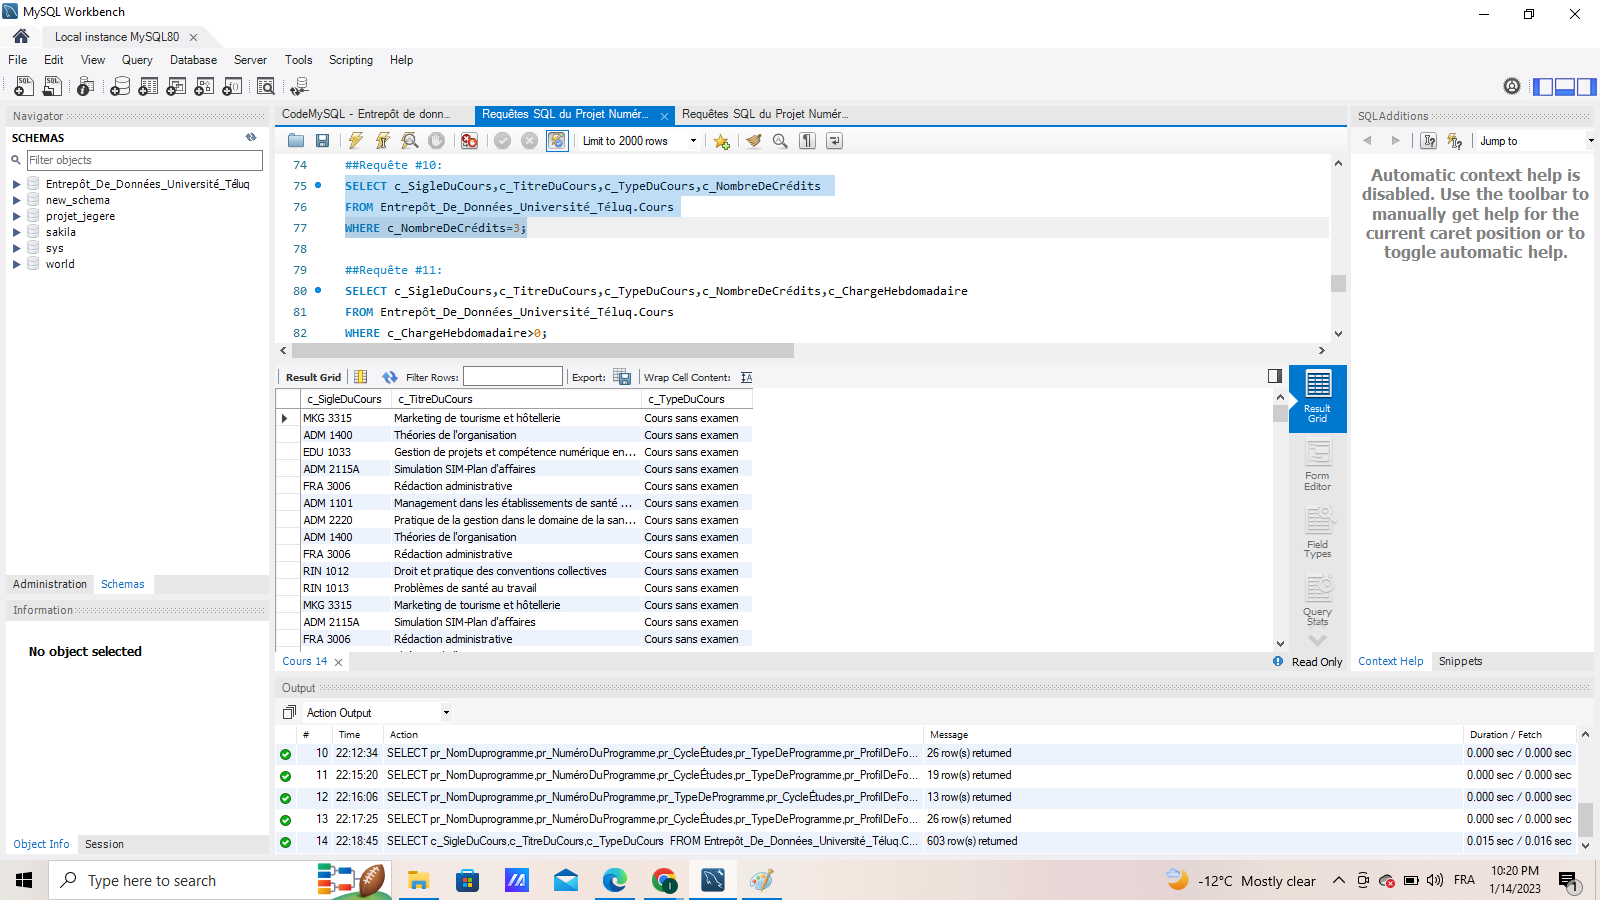 MySQL Workbench
Local instance MySQL80
File Edit View Query Database Server Tools Scripting Help
Navigator
SCHEMAS
Filter objects
Entrepôt_De_Données_Université_Téluq
new_schema
projet_jegere
sakila
sys
world
Administration Schemas
Information
No object selected
Object Info Session
CodeMySQL - Entrepôt de donn... Requêtes SQL du Projet Numér... Requêtes SQL du Projet Numér...
Limit to 2000 rows
74 ##Requête #10:
75 SELECT c_SigleDuCours,c_TitreDuCours,c_TypeDuCours,c_NombreDeCrédits
76 FROM Entrepôt_De_Données_Université_Téluq.Cours
77 WHERE c_NombreDeCrédits=3;
78
79 ##Requête #11:
80 SELECT c_SigleDuCours,c_TitreDuCours,c_TypeDuCours,c_NombreDeCrédits,c_ChargeHebdomadaire
81 FROM Entrepôt_De_Données_Université_Téluq.Cours
82 WHERE c_ChargeHebdomadaire>0;
Result Grid Filter Rows: Export: Wrap Cell Content:
c_SigleDuCours c_TitreDuCours c_TypeDuCours
MKG 3315 Marketing de tourisme et hôtellerie Cours sans examen
ADM 1400 Théories de l'organisation Cours sans examen
EDU 1033 Gestion de projets et compétence numérique en... Cours sans examen
ADM 2115A Simulation SIM-Plan d'affaires Cours sans examen
FRA 3006 Rédaction administrative Cours sans examen
ADM 1101 Management dans les établissements de santé ... Cours sans examen
ADM 2220 Pratique de la gestion dans le domaine de la san... Cours sans examen
ADM 1400 Théories de l'organisation Cours sans examen
FRA 3006 Rédaction administrative Cours sans examen
RIN 1012 Droit et pratique des conventions collectives Cours sans examen
RIN 1013 Problèmes de santé au travail Cours sans examen
MKG 3315 Marketing de tourisme et hôtellerie Cours sans examen
ADM 2115A Simulation SIM-Plan d'affaires Cours sans examen
FRA 3006 Rédaction administrative Cours sans examen
Result
Grid
Form
Editor
Field
Types
Query
Stats
Cours 14
Read Only
SQLAdditions
Jump to
Automatic context help is
disabled. Use the toolbar to
manually get help for the
current caret position or to
toggle automatic help.
Context Help Snippets
Output
Action Output
# Time Action Message Duration / Fetch
10 22:12:34 SELECT pr_NomDuprogramme,pr_NuméroDuProgramme,pr_CycleÉtudes,pr_TypeDeProgramme,pr_ProfilDeFo... 26 row(s) returned 0.000 sec / 0.000 sec
11 22:15:20 SELECT pr_NomDuprogramme,pr_NuméroDuProgramme,pr_CycleÉtudes,pr_TypeDeProgramme,pr_ProfilDeFo... 19 row(s) returned 0.000 sec / 0.000 sec
12 22:16:06 SELECT pr_NomDuprogramme,pr_NuméroDuProgramme,pr_TypeDeProgramme,pr_CycleÉtudes,pr_ProfilDeFo... 13 row(s) returned 0.000 sec / 0.000 sec
13 22:17:25 SELECT pr_NomDuprogramme,pr_NuméroDuProgramme,pr_CycleÉtudes,pr_TypeDeProgramme,pr_ProfilDeFo... 26 row(s) returned 0.000 sec / 0.000 sec
14 22:18:45 SELECT c_SigleDuCours,c_TitreDuCours,c_TypeDuCours FROM Entrepôt_De_Données_Université_Téluq.C... 603 row(s) returned 0.015 sec / 0.016 sec
Type here to search
-12°C Mostly clear
FRA
10:20 PM
1/14/2023
1